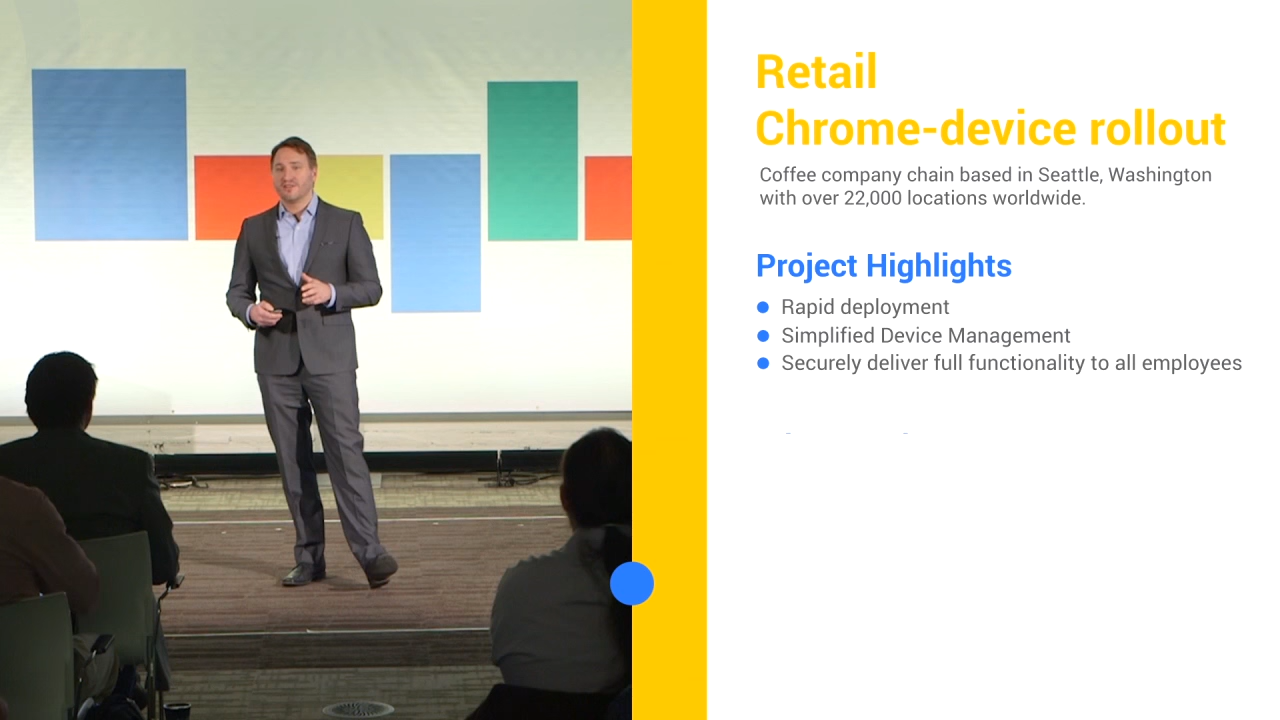 Retail
Chrome-device rollout
Coffee company chain based in Seattle, Washington
with over 22,000 locations worldwide.
Project Highlights
Rapid deployment
Simplified Device Management
Securely deliver full functionality to all employees